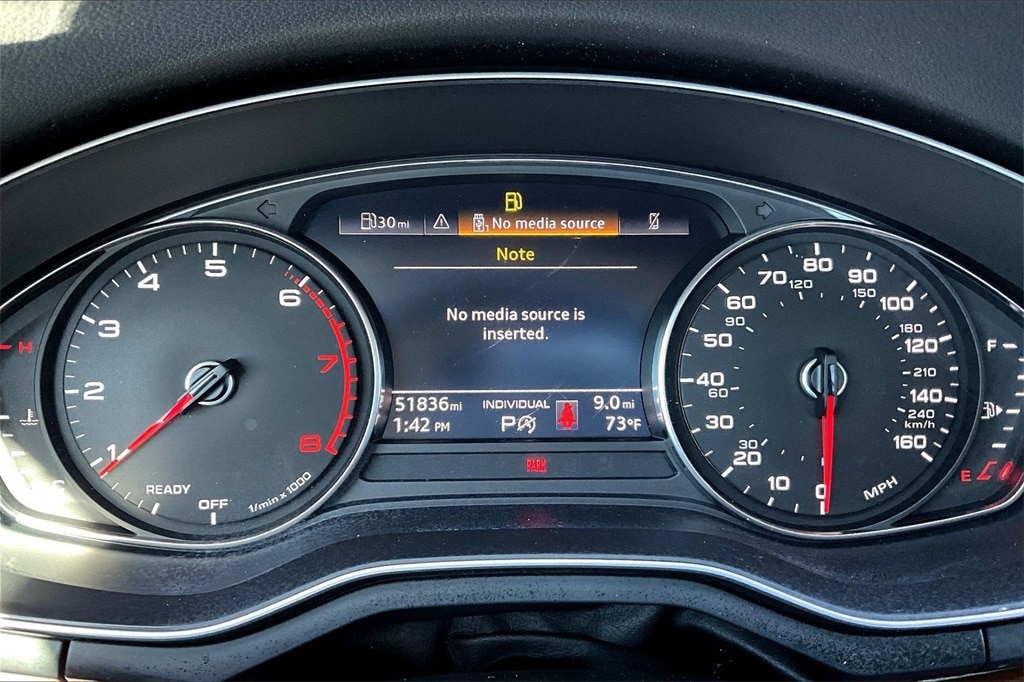 30 mi
1 No media source
Note
No media source is
inserted.
51836 mi
INDIVIDUAL
9.0 mi
1:42 PM
P
A
73°F
PARK
H
C
1
2
3
4
5
6
7
8
READY
OFF
1/min x 1000
0
10
20
30
40
50
60
70
80
90
100
120
140
160
MPH
30
60
90
120
150
180
210
240
km/h
F
E